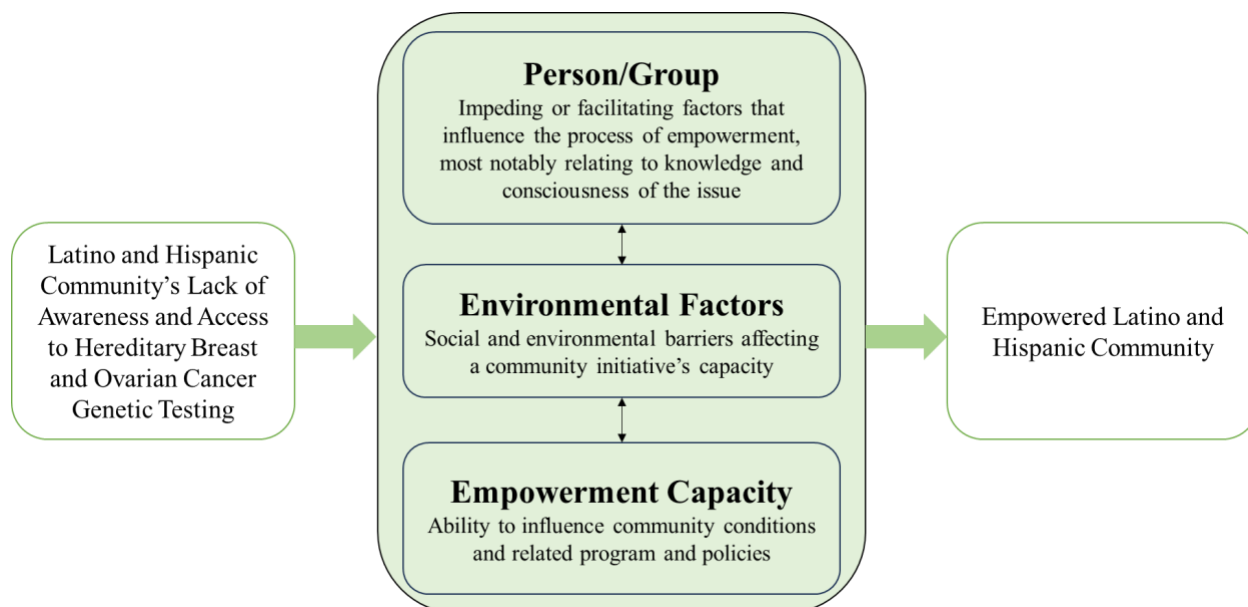 Person/Group
Impeding or facilitating factors that
influence the process of empowerment,
most notably relating to knowledge and
consciousness of the issue
Latino and Hispanic
Community’s Lack of
Awareness and Access
to Hereditary Breast
and Ovarian Cancer
Genetic Testing
Environmental Factors
Social and environmental barriers affecting
a community initiative’s capacity
Empowered Latino and
Hispanic Community
Empowerment Capacity
Ability to influence community conditions
and related program and policies